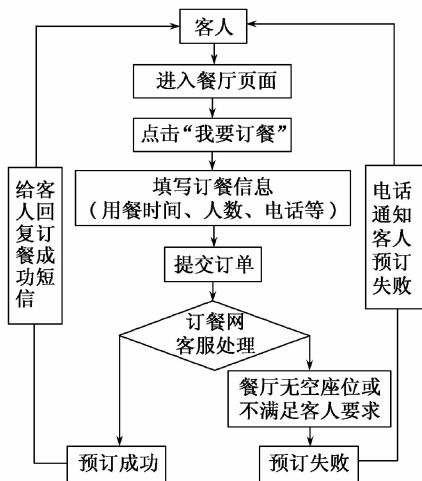 客人
进入餐厅页面
点击“我要订餐”
填写订餐信息
（用餐时间、人数、电话等）
提交订单
订餐网
客服处理
餐厅无空座位或
不满足客人要求
预订成功
预订失败
给客
人回
复订
餐成
功短
信
电话
通知
客人
预订
失败